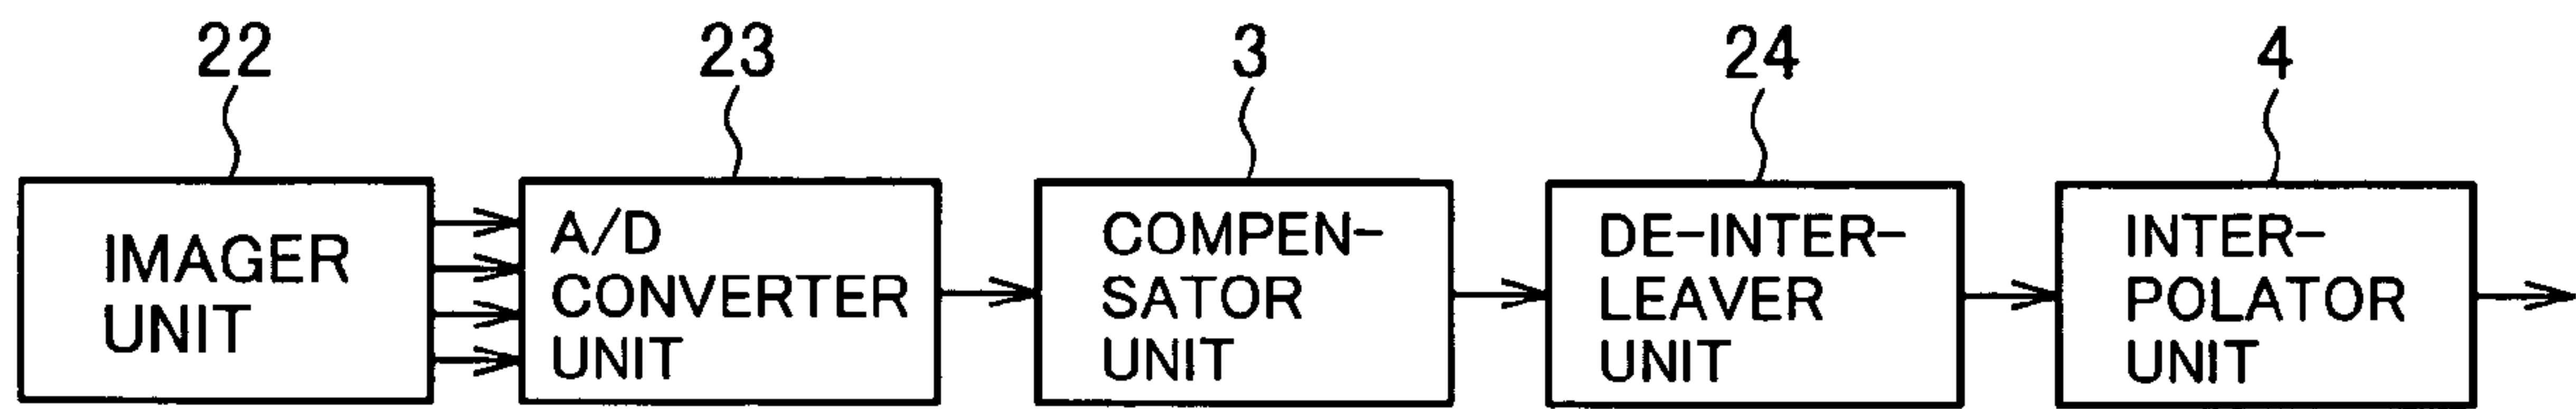 22
23
3
24
4
IMAGER
UNIT
A/D
CONVERTER
UNIT
COMPEN-
SATOR
UNIT
DE-INTER-
LEAVER
UNIT
INTER-
POLATOR
UNIT